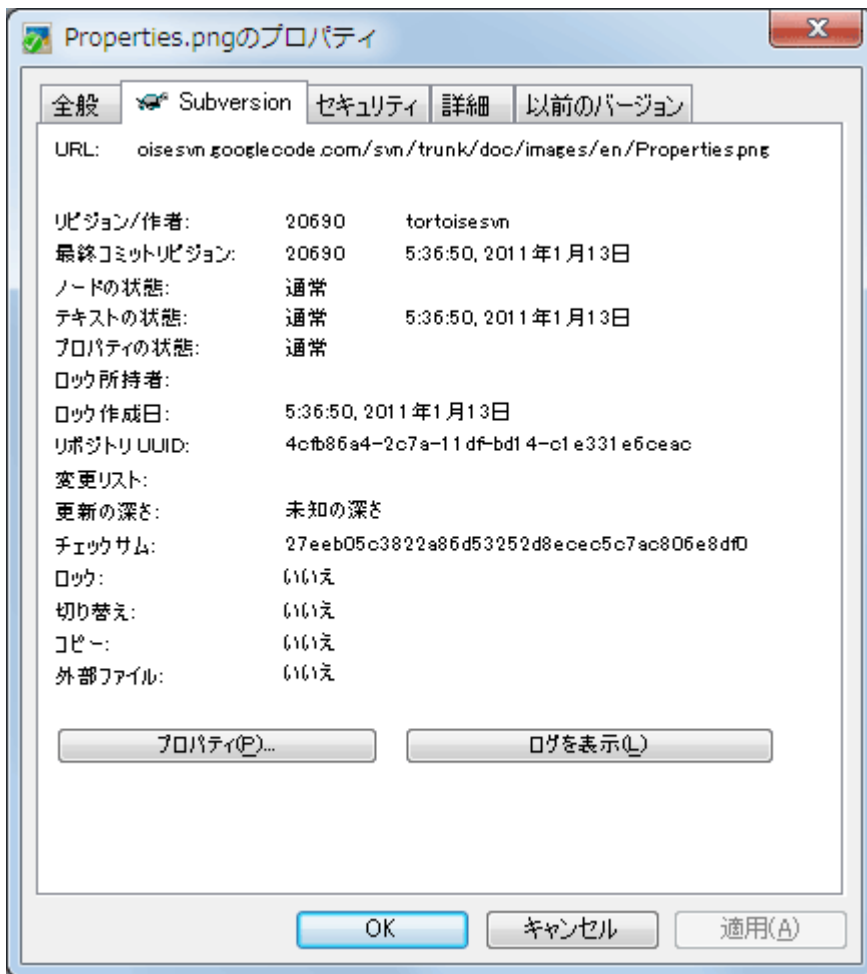 Properties.pngのプロパティ
全般 Subversion セキュリティ 詳細 以前のバージョン
URL: oisesvn.googlecode.com/svn/trunk/doc/images/en/Properties.png
リビジョン/作者: 20690 tortoisesvn
最終コミットリビジョン: 20690 5:36:50, 2011年1月13日
ノードの状態: 通常
テキストの状態: 通常 5:36:50, 2011年1月13日
プロパティの状態: 通常
ロック所持者:
ロック作成日: 5:36:50, 2011年1月13日
リポジトリ UUID: 4cfb86a4-2c7a-11df-bd14-c1e331e6ceac
変更リスト:
更新の深さ: 未知の深さ
チェックサム: 27eeb05c3822a86d53252d8ecec5c7ac806e8df0
ロック: いいえ
切り替え: いいえ
コピー: いいえ
外部ファイル: いいえ
プロパティ(P)... ログを表示(L)
OK キャンセル 適用(A)